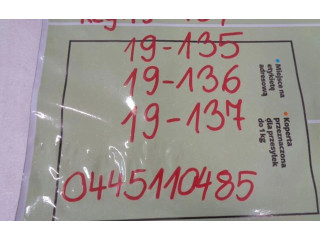 19-135
19-136
19-137
0445110485
• Miejsce na
etykietę
adresową
• Koperta
przeznaczona
dla przesyłek
do 1 kg